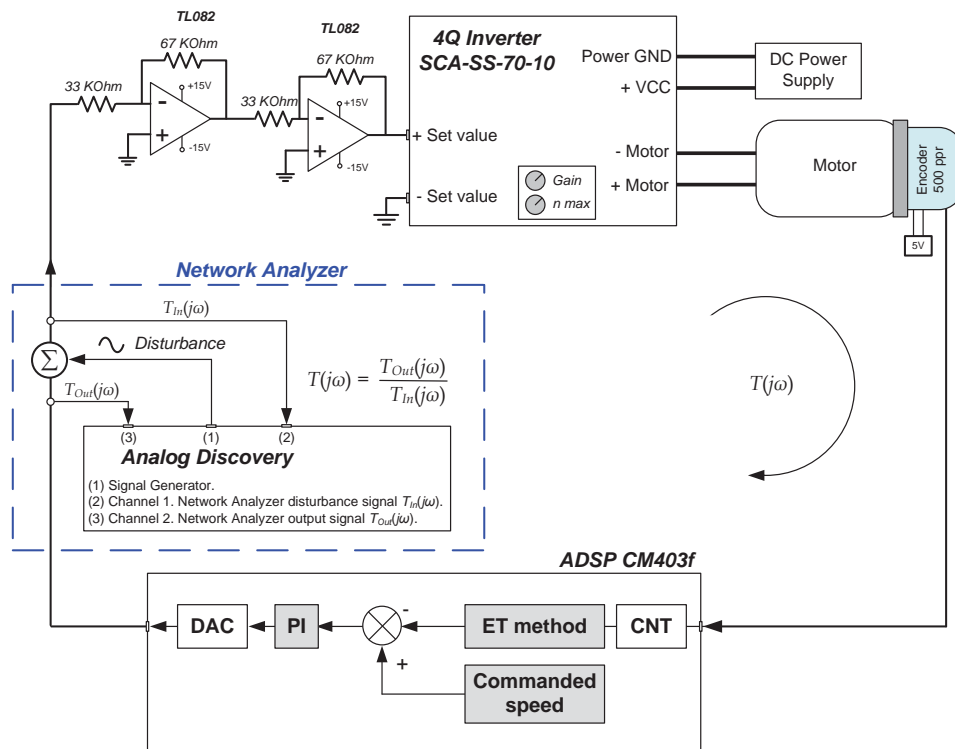 TL082
67 KOhm
33 KOhm
+15V
-15V
-
+
TL082
67 KOhm
33 KOhm
+15V
-15V
-
+
4Q Inverter
SCA-SS-70-10
Power GND
+ VCC
+ Set value
- Motor
+ Motor
- Set value
Gain
n max
DC Power
Supply
Motor
Encoder
500 ppr
5V
Network Analyzer
T_In(jω)
Σ
Disturbance
T_Out(jω)
T(jω) = T_Out(jω) / T_In(jω)
T(jω)
(3)
(1)
(2)
Analog Discovery
(1) Signal Generator.
(2) Channel 1. Network Analyzer disturbance signal T_In(jω).
(3) Channel 2. Network Analyzer output signal T_Out(jω).
ADSP CM403f
DAC
PI
-
+
ET method
CNT
Commanded
speed